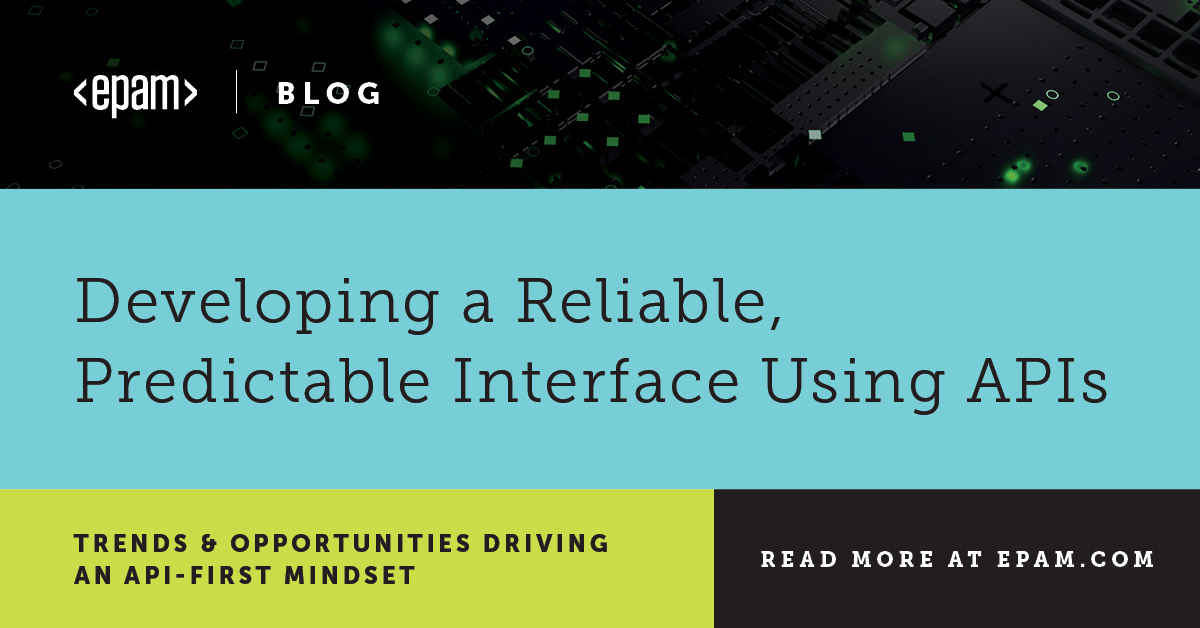 <epam> | BLOG
Developing a Reliable,
Predictable Interface Using APIs
TRENDS & OPPORTUNITIES DRIVING
AN API-FIRST MINDSET
READ MORE AT EPAM.COM